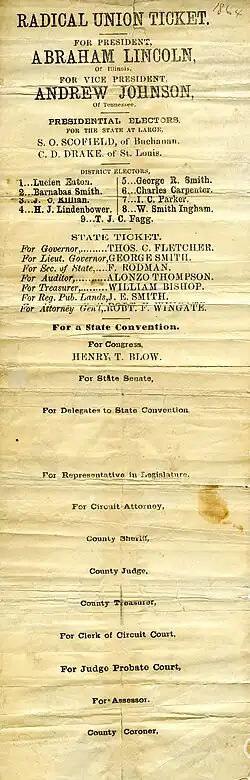 1864
RADICAL UNION TICKET.
FOR PRESIDENT,
ABRAHAM LINCOLN,
Of Illinois,
FOR VICE PRESIDENT,
ANDREW JOHNSON,
Of Tennessee.
PRESIDENTIAL ELECTORS,
FOR THE STATE AT LARGE,
S. O. SCOFIELD, of Buchanan.
C. D. DRAKE, of St. Louis.
DISTRICT ELECTORS,
1...Lucien Eaton. 5...George R. Smith.
2...Barnabas Smith. 6...Charles Carpenter.
3...J. C. Killian. 7...I. C. Parker.
4...H. J. Lindenbower. 8...W. Smith Ingham.
9...T. J. C. Fagg.
STATE TICKET.
For Governor,........THOS. C. FLETCHER.
For Lieut. Governor,GEORGE SMITH.
For Sec. of State,....F. RODMAN.
For Auditor,.......ALONZO THOMPSON.
For Treasurer,.........WILLIAM BISHOP.
For Reg. Pub. Lands,J. E. SMITH.
For Attorney Gen'l,ROBT. F. WINGATE.
For a State Convention.
For Congress,
HENRY, T. BLOW.
For State Senate,
For Delegates to State Convention
For Representative in Legislature,
For Circuit Attorney,
County Sheriff,
County Judge,
County Treasurer,
For Clerk of Circuit Court,
For Judge Probate Court,
For Assessor.
County Coroner,